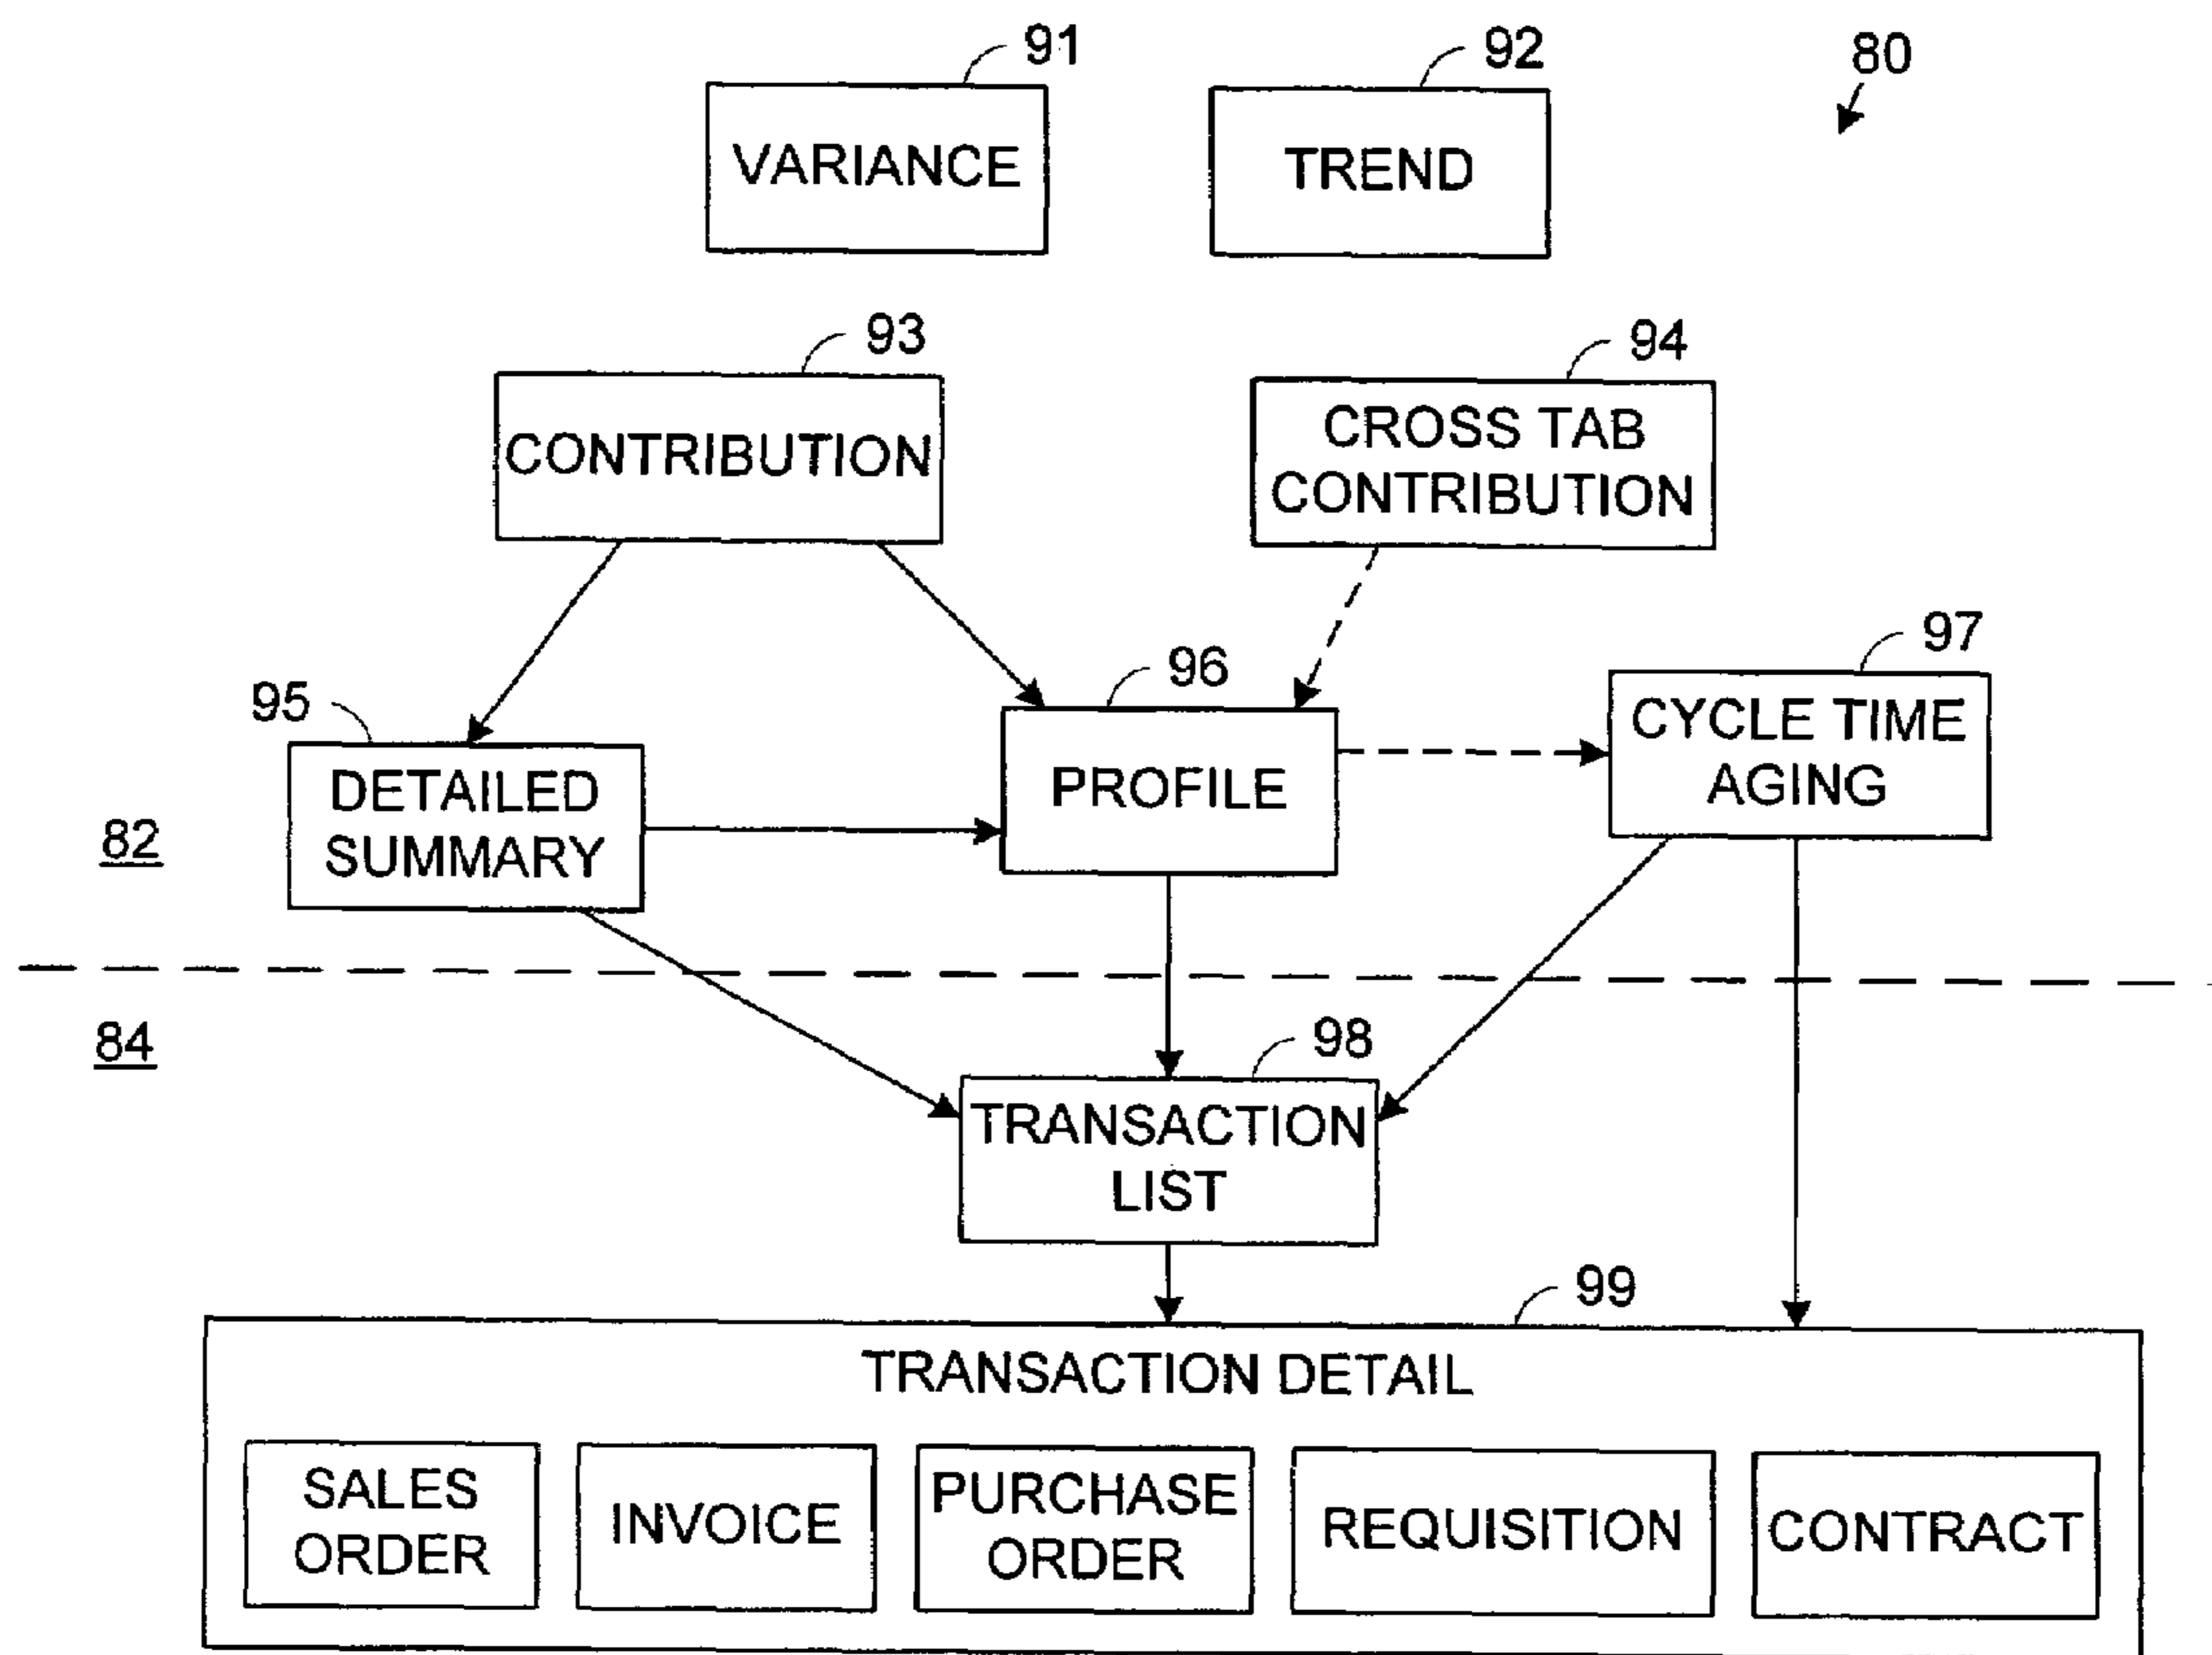 91
92
80
VARIANCE
TREND
93
94
CONTRIBUTION
CROSS TAB
CONTRIBUTION
95
96
97
DETAILED
SUMMARY
PROFILE
CYCLE TIME
AGING
82
84
98
TRANSACTION
LIST
99
TRANSACTION DETAIL
SALES
ORDER
INVOICE
PURCHASE
ORDER
REQUISITION
CONTRACT